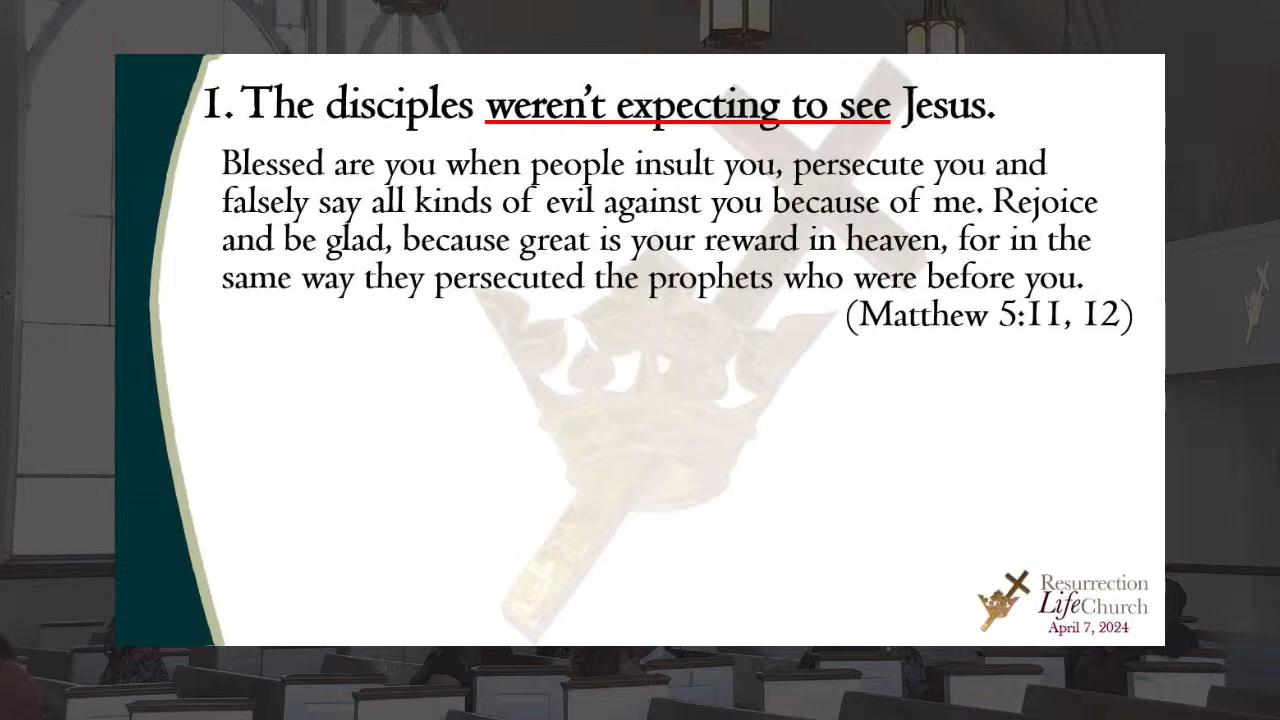 1. The disciples weren't expecting to see Jesus.
Blessed are you when people insult you, persecute you and
falsely say all kinds of evil against you because of me. Rejoice
and be glad, because great is your reward in heaven, for in the
same way they persecuted the prophets who were before you.
(Matthew 5:11, 12)
Resurrection
LifeChurch
April 7, 2024